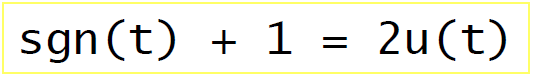 sgn(t) + 1 = 2u(t)